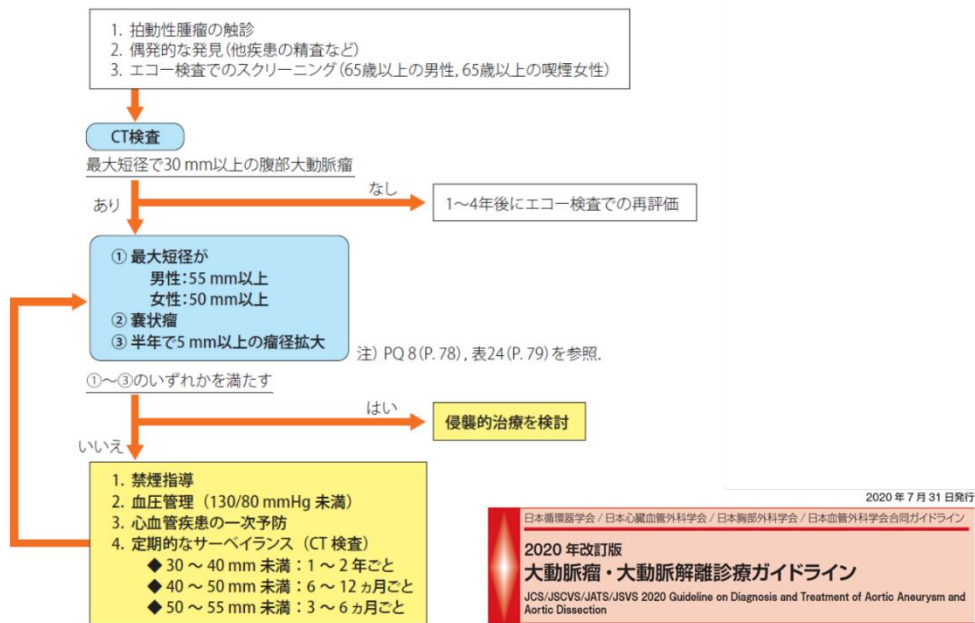 1. 拍動性腫瘤の触診
2. 偶発的な発見（他疾患の精査など）
3. エコー検査でのスクリーニング（65歳以上の男性, 65歳以上の喫煙女性）
CT検査
最大短径で30 mm以上の腹部大動脈瘤
なし
あり
1～4年後にエコー検査での再評価
① 最大短径が
男性：55 mm以上
女性：50 mm以上
② 嚢状瘤
③ 半年で5 mm以上の瘤径拡大
注）PQ 8（P. 78）, 表24（P. 79）を参照.
①～③のいずれかを満たす
はい
侵襲的治療を検討
いいえ
1. 禁煙指導
2. 血圧管理（130/80 mmHg 未満）
3. 心血管疾患の一次予防
4. 定期的なサーベイランス（CT 検査）
◆ 30 ～ 40 mm 未満：1 ～ 2 年ごと
◆ 40 ～ 50 mm 未満：6 ～ 12 ヵ月ごと
◆ 50 ～ 55 mm 未満：3 ～ 6 ヵ月ごと
2020 年 7 月 31 日発行
日本循環器学会 / 日本心臓血管外科学会 / 日本胸部外科学会 / 日本血管外科学会合同ガイドライン
2020 年改訂版
大動脈瘤・大動脈解離診療ガイドライン
JCS/JSCVS/JATS/JSVS 2020 Guideline on Diagnosis and Treatment of Aortic Aneurysm and
Aortic Dissection